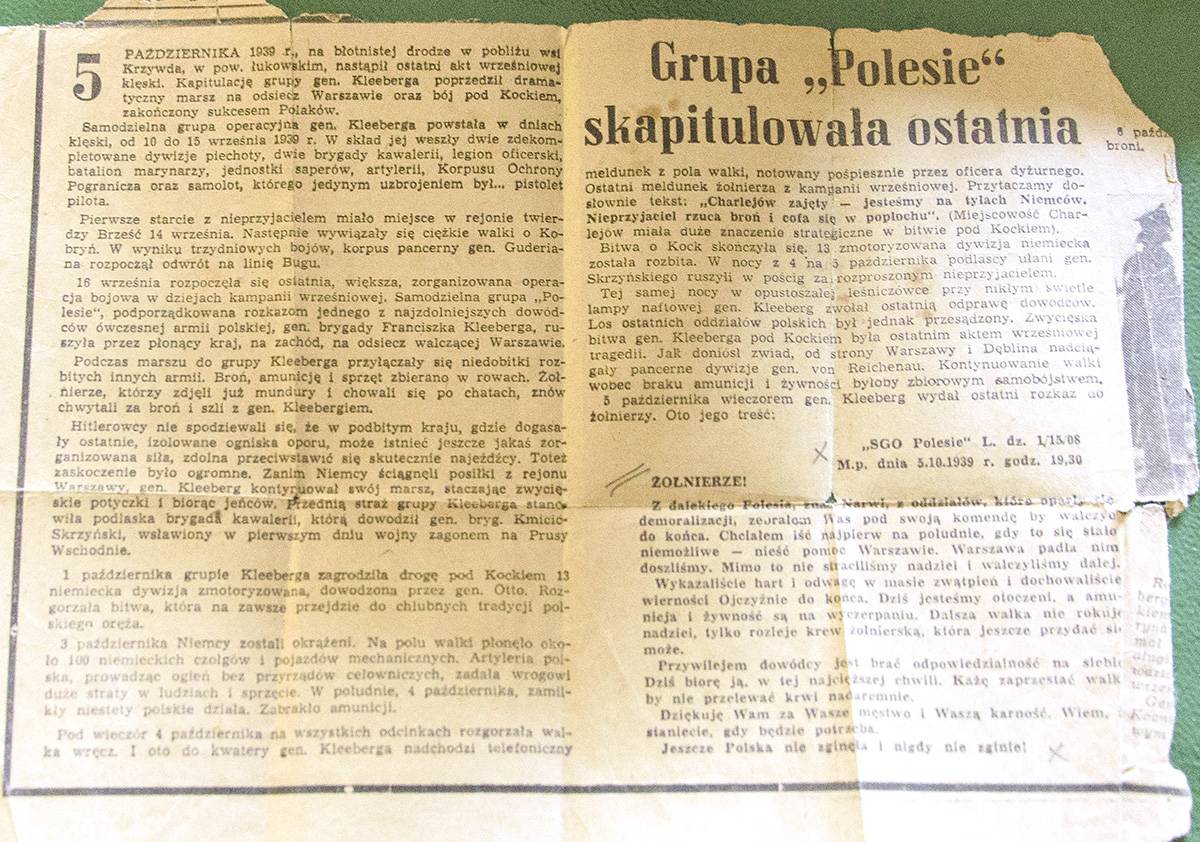 Grupa „Polesie“
skapitulowała ostatnia
5 PAŹDZIERNIKA 1939 r., na błotnistej drodze w pobliżu wsi
Krzywda, w pow. łukowskim, nastąpił ostatni akt wrześniowej
klęski. Kapitulację grupy gen. Kleeberga poprzedził drama-
tyczny marsz na odsiecz Warszawie oraz bój pod Kockiem,
zakończony sukcesem Polaków.
Samodzielna grupa operacyjna gen. Kleeberga powstała w dniach
klęski, od 10 do 15 września 1939 r. W skład jej weszły dwie zdekom-
pletowane dywizje piechoty, dwie brygady kawalerii, legion oficerski,
batalion marynarzy, jednostki saperów, artylerii, Korpusu Ochrony
Pogranicza oraz samolot, którego jedynym uzbrojeniem był... pistolet
pilota.
Pierwsze starcie z nieprzyjacielem miało miejsce w rejonie twier-
dzy Brześć 14 września. Następnie wywiązały się ciężkie walki o Ko-
bryń. W wyniku trzydniowych bojów, korpus pancerny gen. Guderia-
na rozpoczął odwrót na linię Bugu.
16 września rozpoczęła się ostatnia, większa, zorganizowana opera-
cja bojowa w dziejach kampanii wrześniowej. Samodzielna grupa „Po-
lesie“, podporządkowana rozkazom jednego z najzdolniejszych dowód-
ców ówczesnej armii polskiej, gen. brygady Franciszka Kleeberga, ru-
szyła przez płonący kraj, na zachód, na odsiecz walczącej Warszawie.
Podczas marszu do grupy Kleeberga przyłączały się niedobitki roz-
bitych innych armii. Broń, amunicję i sprzęt zbierano w rowach. Żoł-
nierze, którzy zdjęli już mundury i chowali się po chatach, znów
chwytali za broń i szli z gen. Kleebergiem.
Hitlerowcy nie spodziewali się, że w podbitym kraju, gdzie dogasa-
ły ostatnie, izolowane ogniska oporu, może istnieć jeszcze jakaś zor-
ganizowana siła, zdolna przeciwstawić się skutecznie najeźdźcy. Toteż
zaskoczenie było ogromne. Zanim Niemcy ściągnęli posiłki z rejonu
Warszawy, gen. Kleeberg kontynuował swój marsz, staczając zwycię-
skie potyczki i biorąc jeńców. Przednią straż grupy Kleeberga stano-
wiła podlaska brygada kawalerii, którą dowodził gen. bryg. Kmicic-
Skrzyński, wsławiony w pierwszym dniu wojny zagonem na Prusy
Wschodnie.
1 października grupie Kleeberga zagrodziła drogę pod Kockiem 13
niemiecka dywizja zmotoryzowana, dowodzona przez gen. Otto. Roz-
gorzała bitwa, która na zawsze przejdzie do chlubnych tradycji pol-
skiego oręża.
3 października Niemcy zostali okrążeni. Na polu walki płonęło oko-
ło 100 niemieckich czołgów i pojazdów mechanicznych. Artyleria pol-
ska, prowadząc ogień bez przyrządów celowniczych, zadała wrogowi
duże straty w ludziach i sprzęcie. W południe, 4 października, zamil-
kły niestety polskie działa. Zabrakło amunicji.
Pod wieczór 4 października na wszystkich odcinkach rozgorzała wal-
ka wręcz. I oto do kwatery gen. Kleeberga nadchodzi telefoniczny
meldunek z pola walki, notowany pośpiesznie przez oficera dyżurnego.
Ostatni meldunek żołnierza z kampanii wrześniowej. Przytaczamy do-
słownie tekst: „Charlejów zajęty — jesteśmy na tyłach Niemców.
Nieprzyjaciel rzuca broń i cofa się w popłochu“. (Miejscowość Char-
lejów miała duże znaczenie strategiczne w bitwie pod Kockiem).
Bitwa o Kock skończyła się. 13 zmotoryzowana dywizja niemiecka
została rozbita. W nocy z 4 na 5 października podlascy ułani gen.
Skrzyńskiego ruszyli w pościg za rozproszonym nieprzyjacielem.
Tej samej nocy w opustoszałej leśniczówce przy nikłym świetle
lampy naftowej gen. Kleeberg zwołał ostatnią odprawę dowódców.
Los ostatnich oddziałów polskich był jednak przesądzony. Zwycięska
bitwa gen. Kleeberga pod Kockiem była ostatnim aktem wrześniowej
tragedii. Jak doniósł zwiad, od strony Warszawy i Dęblina nadcią-
gały pancerne dywizje gen. von Reichenau. Kontynuowanie walki
wobec braku amunicji i żywności byłoby zbiorowym samobójstwem.
5 października wieczorem gen. Kleeberg wydał ostatni rozkaz do
żołnierzy. Oto jego treść:
„SGO Polesie“ L. dz. 1/15/08
M.p. dnia 5.10.1939 r. godz. 19,30
ŻOŁNIERZE!
Z dalekiego Polesia, znad Narwi, z oddziałów, które oparły się
demoralizacji, zebrałem Was pod swoją komendę by walczyć
do końca. Chciałem iść najpierw na południe, gdy to się stało
niemożliwe — nieść pomoc Warszawie. Warszawa padła nim
doszliśmy. Mimo to nie straciliśmy nadziei i walczyliśmy dalej.
Wykazaliście hart i odwagę w masie zwątpień i dochowaliście
wierności Ojczyźnie do końca. Dziś jesteśmy otoczeni, a amu-
nicja i żywność są na wyczerpaniu. Dalsza walka nie rokuje
nadziei, tylko rozleje krew żołnierską, która jeszcze przydać się
może.
Przywilejem dowódcy jest brać odpowiedzialność na siebie
Dziś biorę ją, w tej najcięższej chwili. Każę zaprzestać walk
by nie przelewać krwi nadaremnie.
Dziękuję Wam za Wasze męstwo i Waszą karność. Wiem,
staniecie, gdy będzie potrzeba.
Jeszcze Polska nie zginęła i nigdy nie zginie!
8 paźdz
broni.